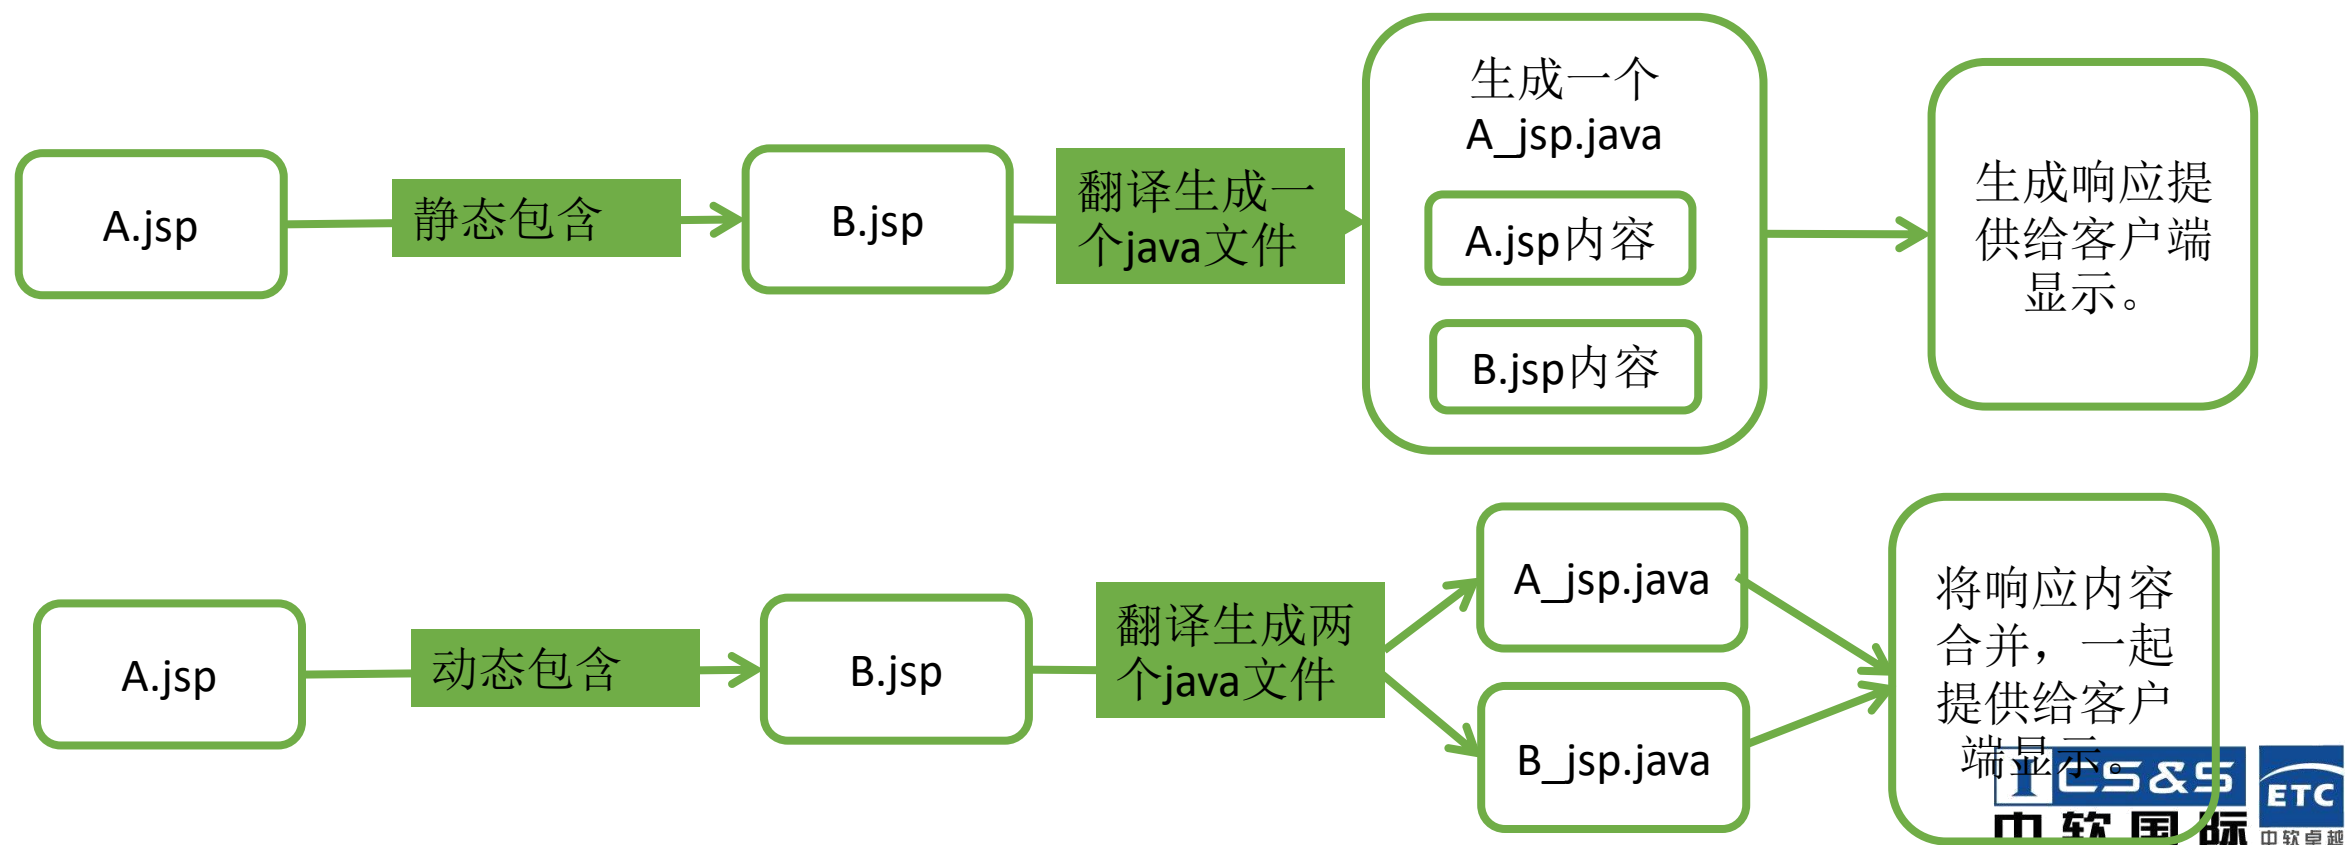 A.jsp
静态包含
B.jsp
翻译生成一
个java文件
生成一个
A_jsp.java
A.jsp内容
B.jsp内容
生成响应提
供给客户端
显示。
A.jsp
动态包含
B.jsp
翻译生成两
个java文件
A_jsp.java
B_jsp.java
将响应内容
合并，一起
提供给客户
端显示。
CS&S
ETC
中软国际
中软卓越